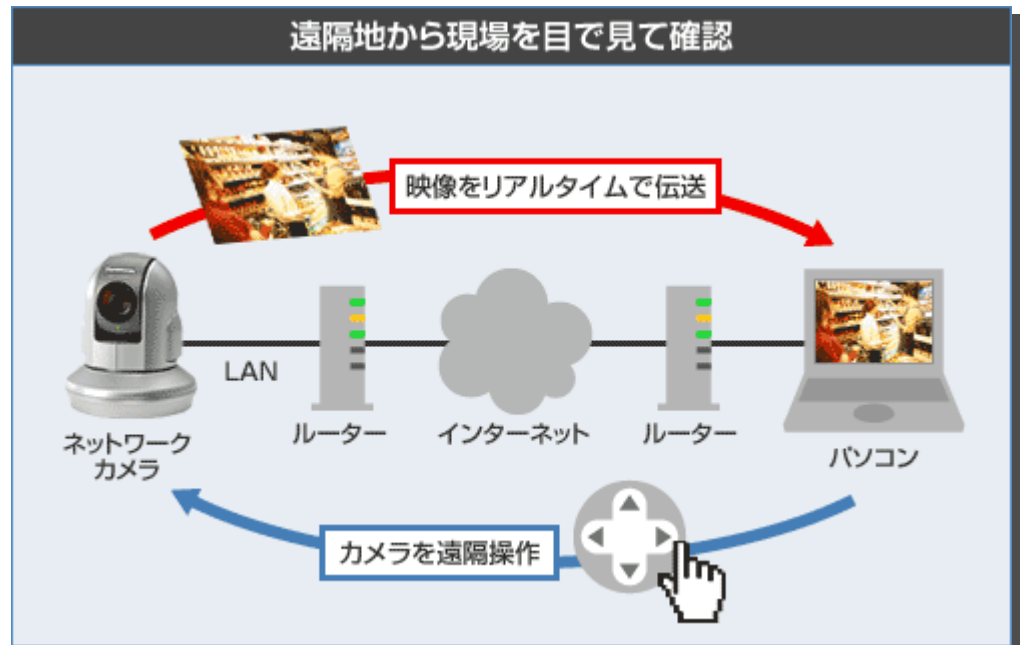 遠隔地から現場を目で見て確認
映像をリアルタイムで伝送
LAN
ルーター
インターネット
ルーター
ネットワーク
カメラ
パソコン
カメラを遠隔操作